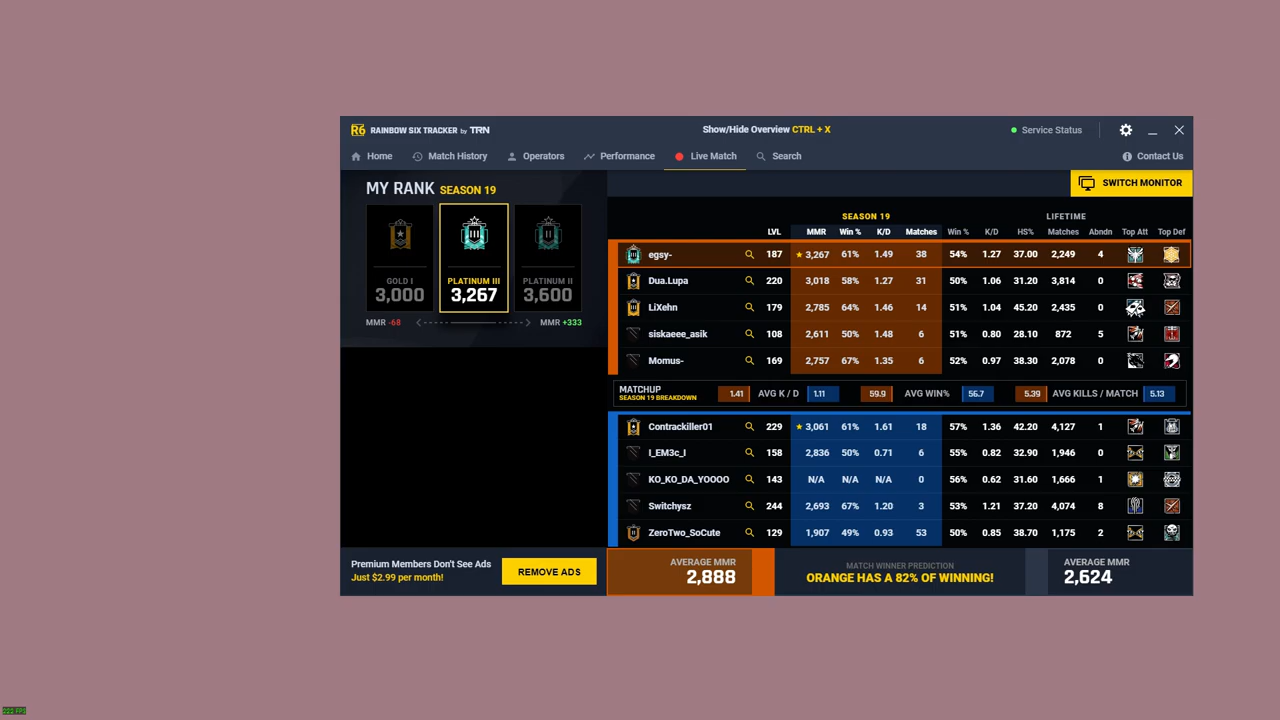 R6 RAINBOW SIX TRACKER by TRN
Show/Hide Overview CTRL + X
Service Status
Home Match History Operators Performance Live Match Search Contact Us
MY RANK SEASON 19
SWITCH MONITOR
GOLD I
3,000
PLATINUM III
3,267
PLATINUM II
3,600
MMR -68
MMR +333
SEASON 19 LIFETIME
LVL MMR Win % K/D Matches Win % K/D HS% Matches Abndn Top Att Top Def
egsy- 187 3,267 61% 1.49 38 54% 1.27 37.00 2,249 4
Dua.Lupa 220 3,018 58% 1.27 31 50% 1.06 31.20 3,814 0
LiXehn 179 2,785 64% 1.46 14 51% 1.04 45.20 2,435 0
siskaeee_asik 108 2,611 50% 1.48 6 51% 0.80 28.10 872 5
Momus- 169 2,757 67% 1.35 6 52% 0.97 38.30 2,078 0
MATCHUP
SEASON 19 BREAKDOWN
1.41 AVG K / D 1.11 59.9 AVG WIN% 56.7 5.39 AVG KILLS / MATCH 5.13
Contrackiller01 229 3,061 61% 1.61 18 57% 1.36 42.20 4,127 1
I_EM3c_I 158 2,836 50% 0.71 6 55% 0.82 32.90 1,946 0
KO_KO_DA_YOOOO 143 N/A N/A N/A 0 56% 0.62 31.60 1,666 1
Switchysz 244 2,693 67% 1.20 3 53% 1.21 37.20 4,074 8
ZeroTwo_SoCute 129 1,907 49% 0.93 53 50% 0.85 38.70 1,175 2
Premium Members Don't See Ads
Just $2.99 per month!
REMOVE ADS
AVERAGE MMR
2,888
MATCH WINNER PREDICTION
ORANGE HAS A 82% OF WINNING!
AVERAGE MMR
2,624